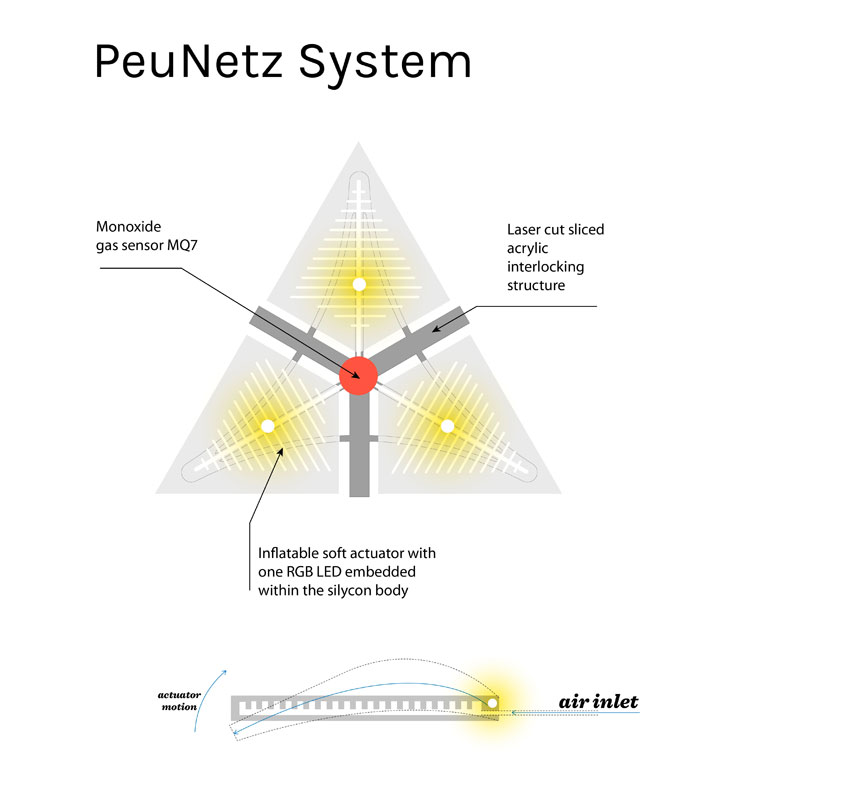 PeuNetz System
Monoxide
gas sensor MQ7
Laser cut sliced
acrylic
interlocking
structure
Inflatable soft actuator with
one RGB LED embedded
within the silycon body
actuator
motion
air inlet